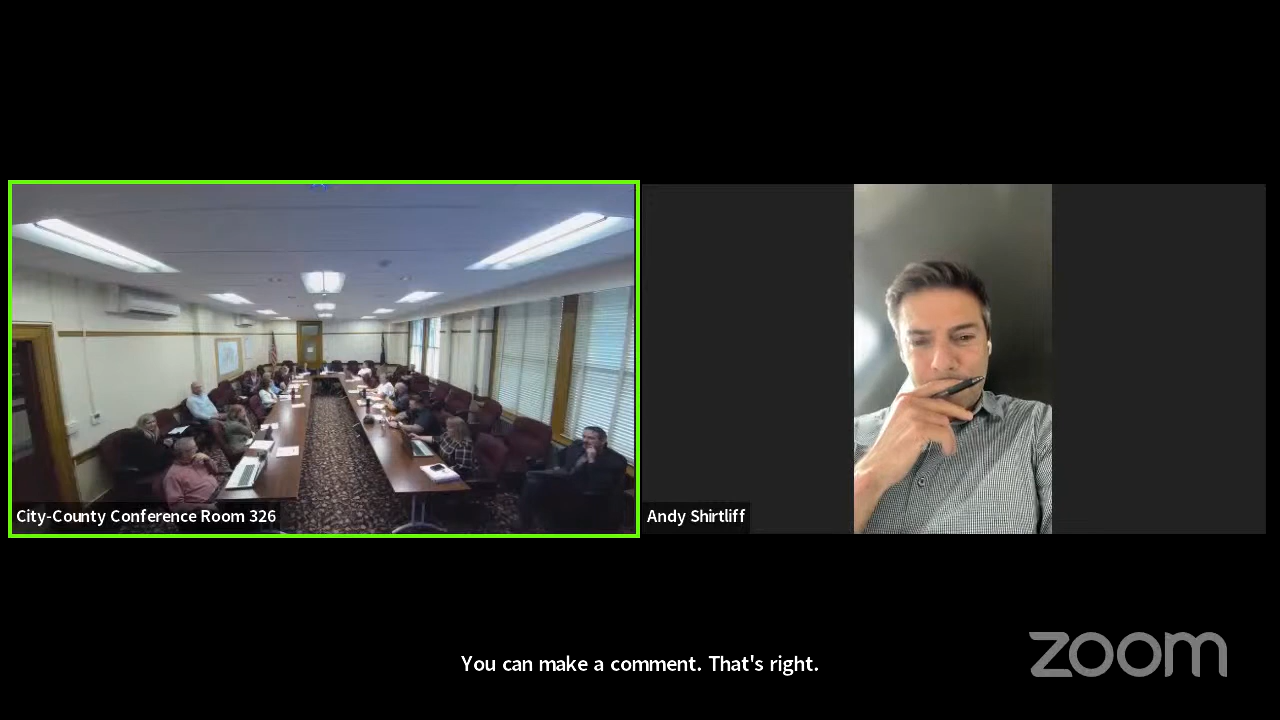 City-County Conference Room 326
Andy Shirtliff
You can make a comment. That's right.
zoom